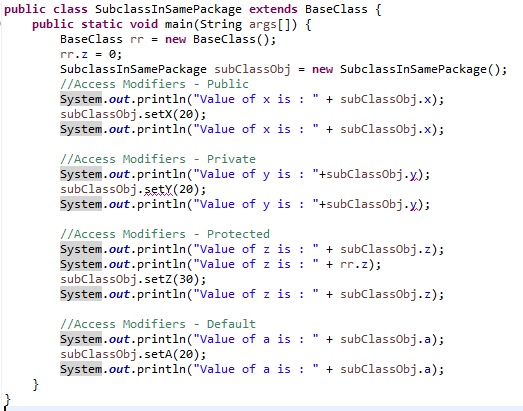 public class SubclassInSamePackage extends BaseClass {
public static void main(String args[]) {
BaseClass rr = new BaseClass();
rr.z = 0;
SubclassInSamePackage subClassObj = new SubclassInSamePackage();
//Access Modifiers - Public
System.out.println("Value of x is : " + subClassObj.x);
subClassObj.setX(20);
System.out.println("Value of x is : " + subClassObj.x);
//Access Modifiers - Private
System.out.println("Value of y is : "+subClassObj.y);
subClassObj.setY(20);
System.out.println("Value of y is : "+subClassObj.y);
//Access Modifiers - Protected
System.out.println("Value of z is : " + subClassObj.z);
System.out.println("Value of z is : " + rr.z);
subClassObj.setZ(30);
System.out.println("Value of z is : " + subClassObj.z);
//Access Modifiers - Default
System.out.println("Value of a is : " + subClassObj.a);
subClassObj.setA(20);
System.out.println("Value of a is : " + subClassObj.a);
}
}